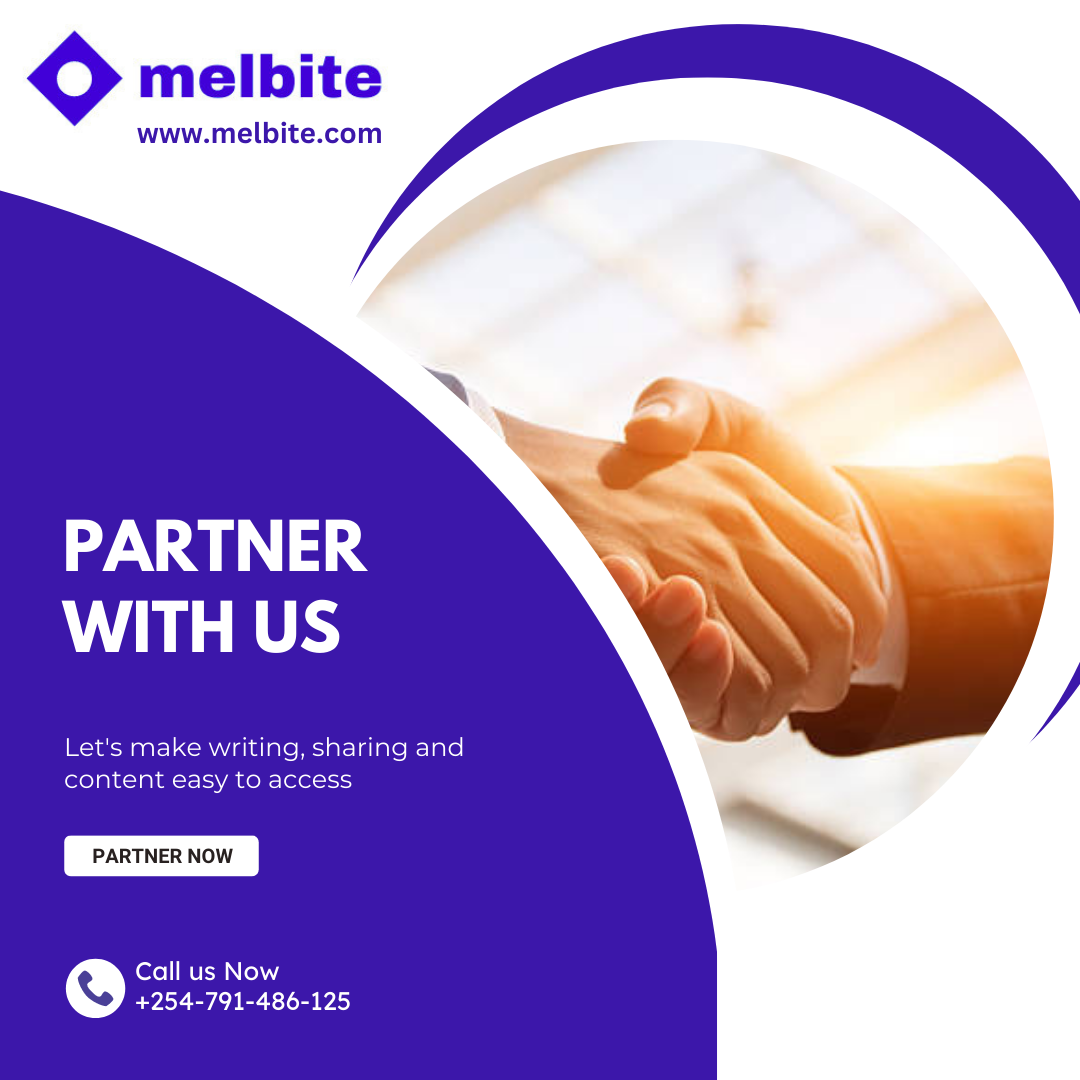 melbite
www.melbite.com
PARTNER
WITH US
Let's make writing, sharing and
content easy to access
PARTNER NOW
Call us Now
+254-791-486-125